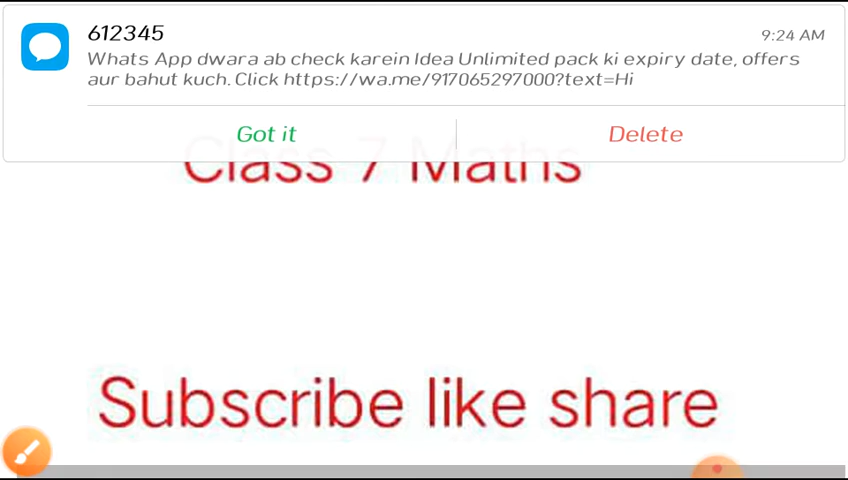 612345
9:24 AM
Whats App dwara ab check karein Idea Unlimited pack ki expiry date, offers
aur bahut kuch. Click https://wa.me/917065297000?text=Hi
Got it
Delete
Class 7 Maths
Subscribe like share